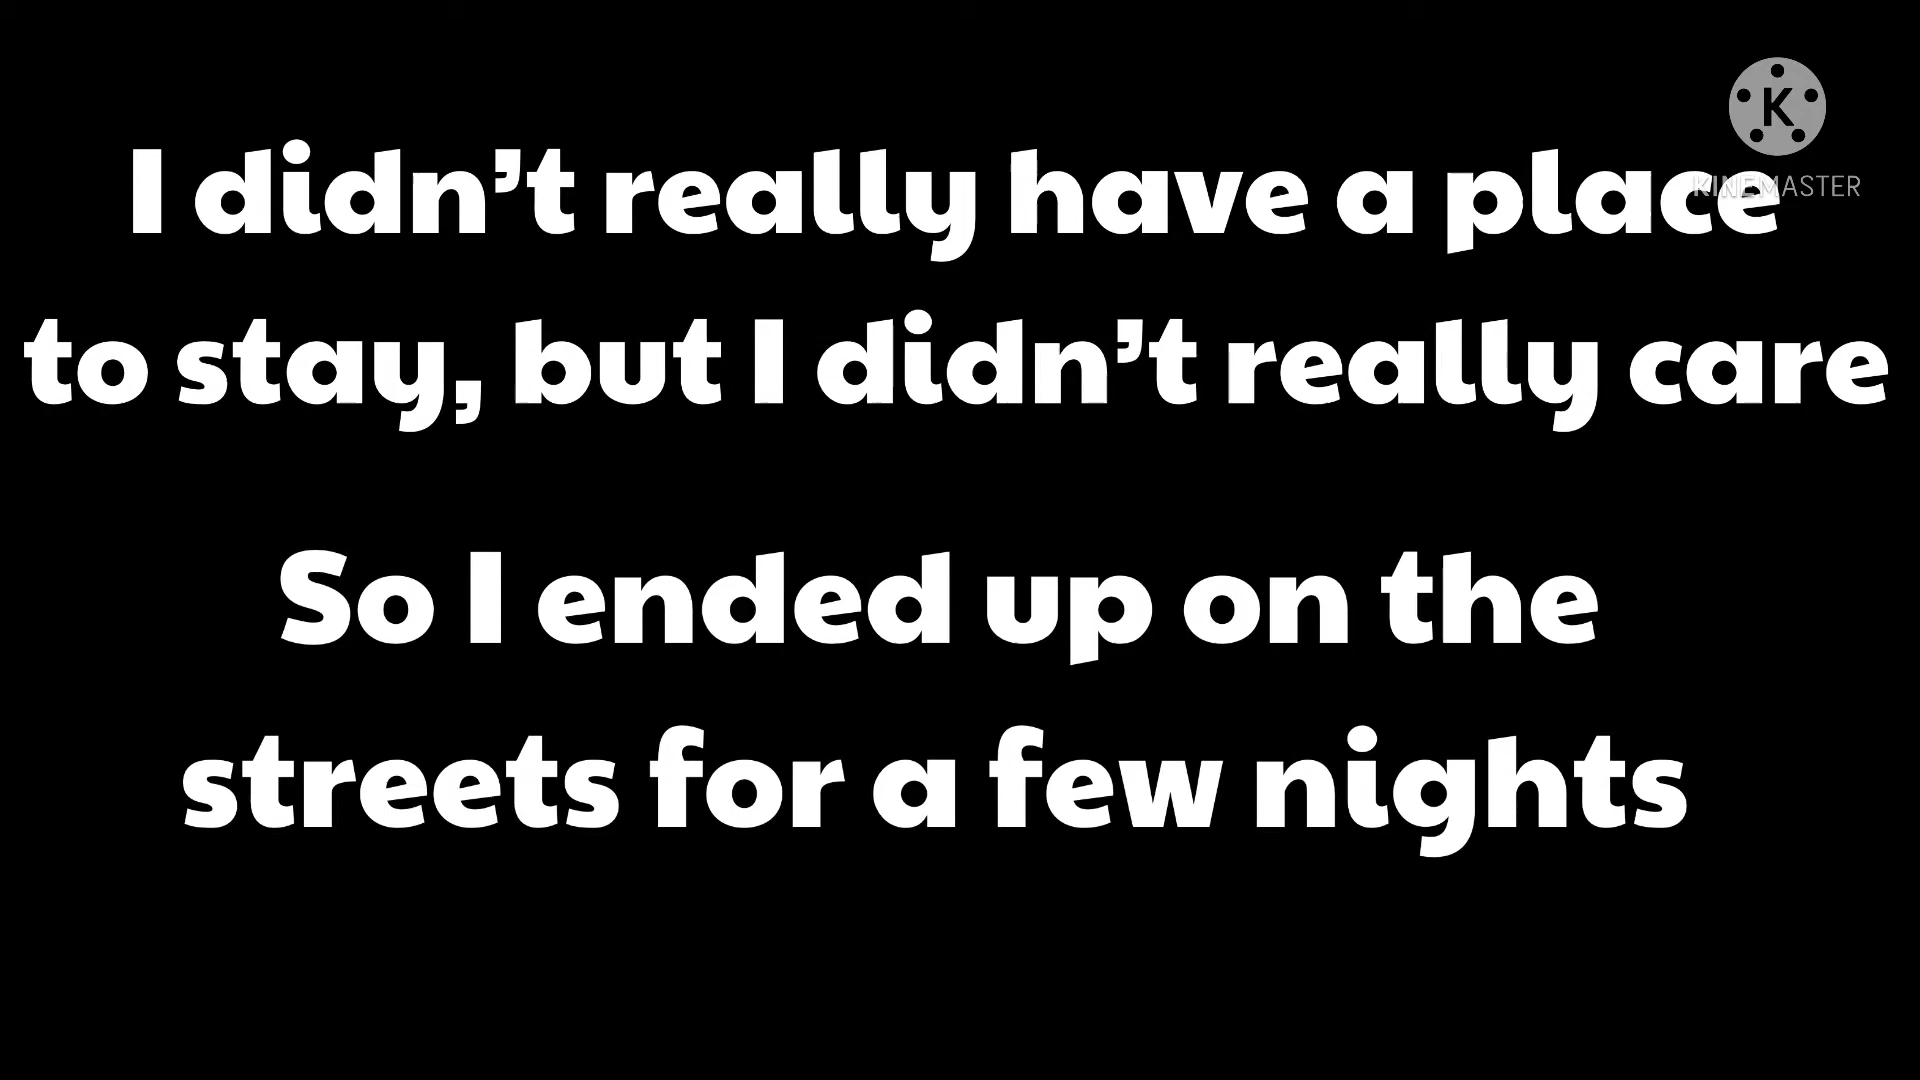 K
KINEMASTER
I didn’t really have a place
to stay, but I didn’t really care
So I ended up on the
streets for a few nights